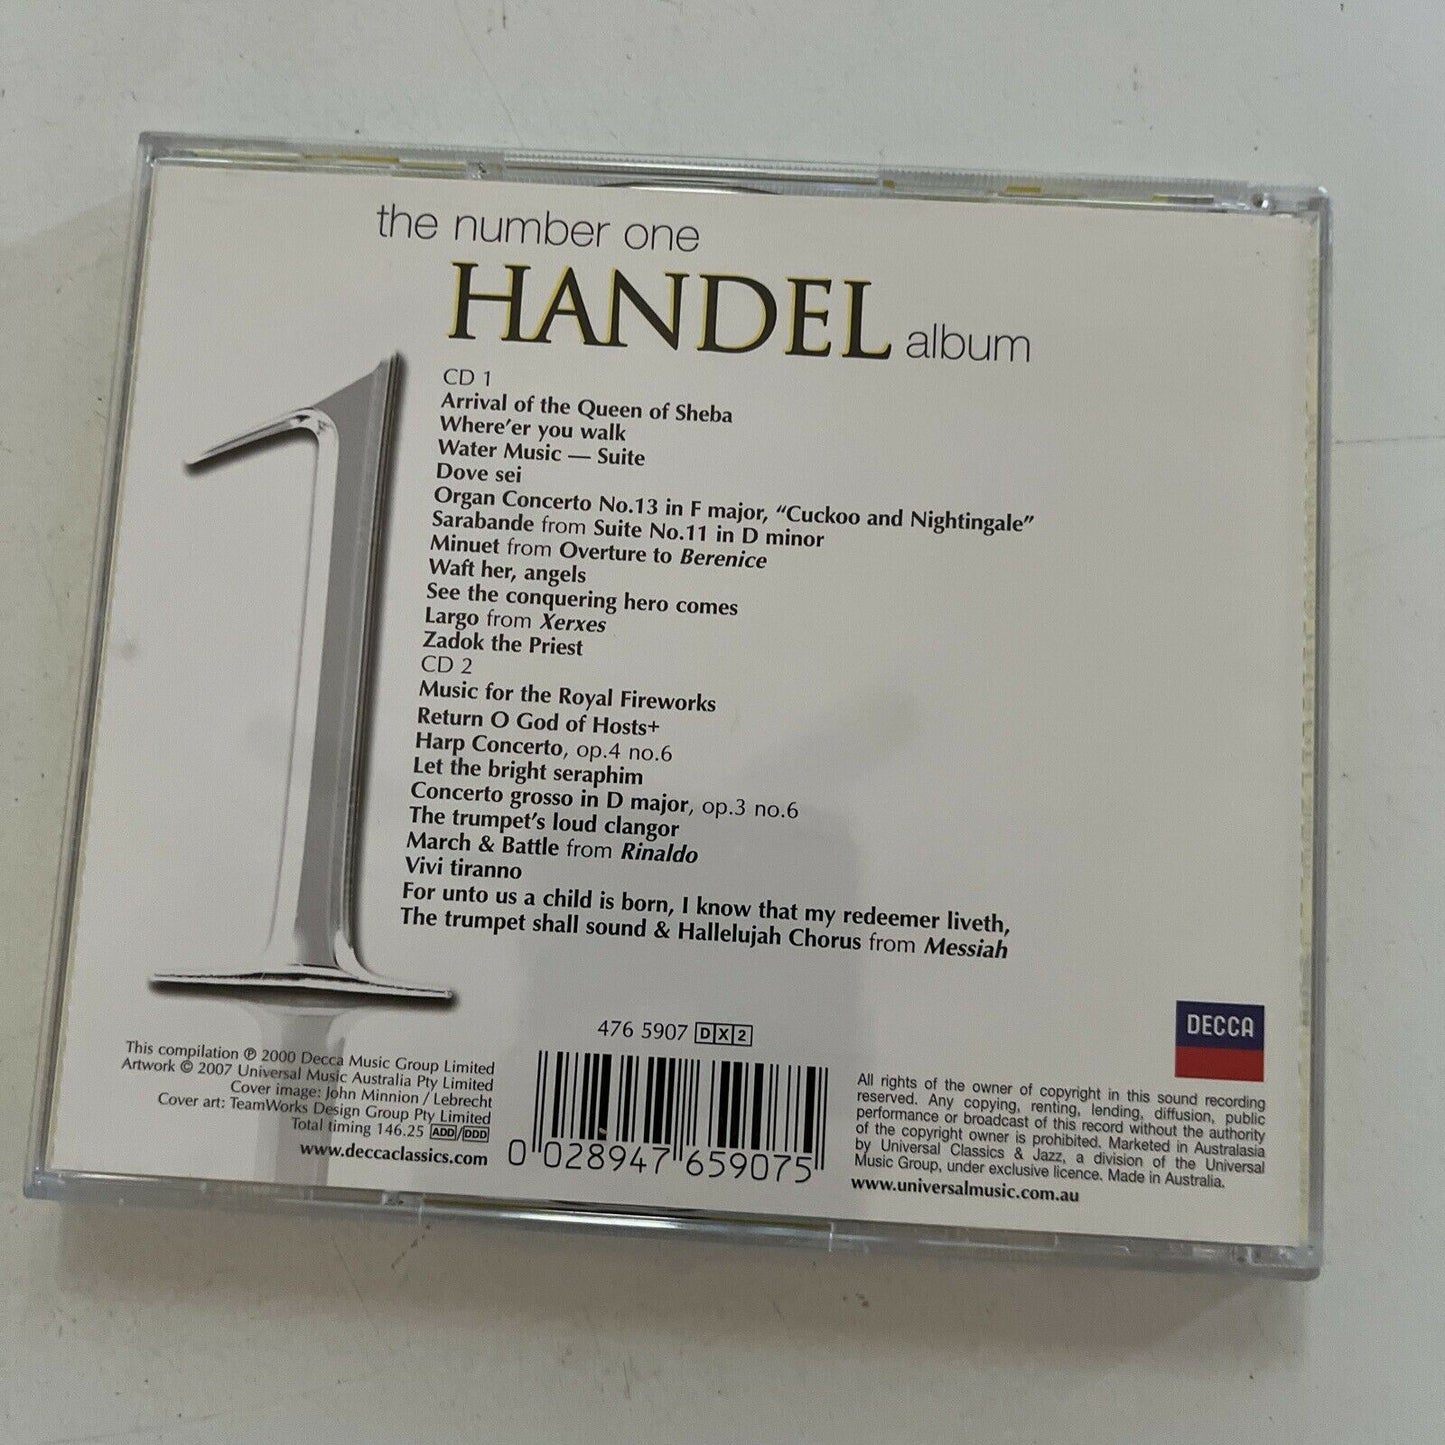 the number one
HANDEL album
CD 1
Arrival of the Queen of Sheba
Where'er you walk
Water Music — Suite
Dove sei
Organ Concerto No.13 in F major, "Cuckoo and Nightingale"
Sarabande from Suite No.11 in D minor
Minuet from Overture to Berenice
Waft her, angels
See the conquering hero comes
Largo from Xerxes
Zadok the Priest
CD 2
Music for the Royal Fireworks
Return O God of Hosts+
Harp Concerto, op.4 no.6
Let the bright seraphim
Concerto grosso in D major, op.3 no.6
The trumpet's loud clangor
March & Battle from Rinaldo
Vivi tiranno
For unto us a child is born, I know that my redeemer liveth,
The trumpet shall sound & Hallelujah Chorus from Messiah
1
This compilation ℗ 2000 Decca Music Group Limited
Artwork © 2007 Universal Music Australia Pty Limited
Cover image: John Minnion / Lebrecht
Cover art: TeamWorks Design Group Pty Limited
Total timing 146.25 ADD/DDD
www.deccaclassics.com
476 5907 DX2
0 028947 659075
DECCA
All rights of the owner of copyright in this sound recording
reserved. Any copying, renting, lending, diffusion, public
performance or broadcast of this record without the authority
of the copyright owner is prohibited. Marketed in Australasia
by Universal Classics & Jazz, a division of the Universal
Music Group, under exclusive licence. Made in Australia.
www.universalmusic.com.au